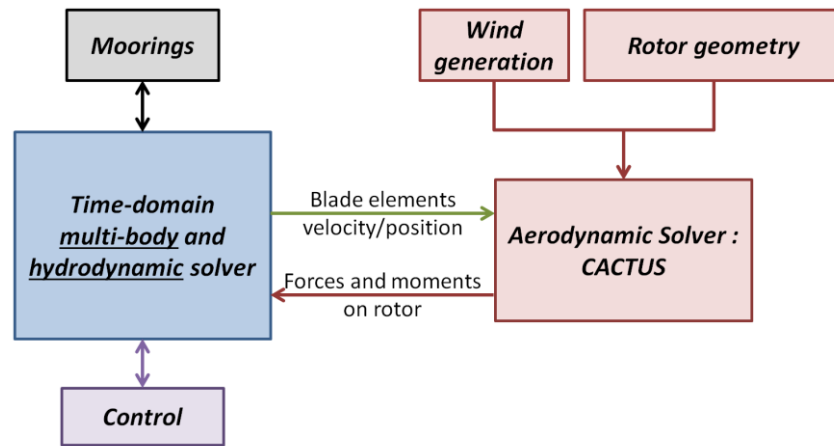 Moorings
Wind
generation
Rotor geometry
Time-domain
multi-body and
hydrodynamic solver
Blade elements
velocity/position
Forces and moments
on rotor
Aerodynamic Solver :
CACTUS
Control